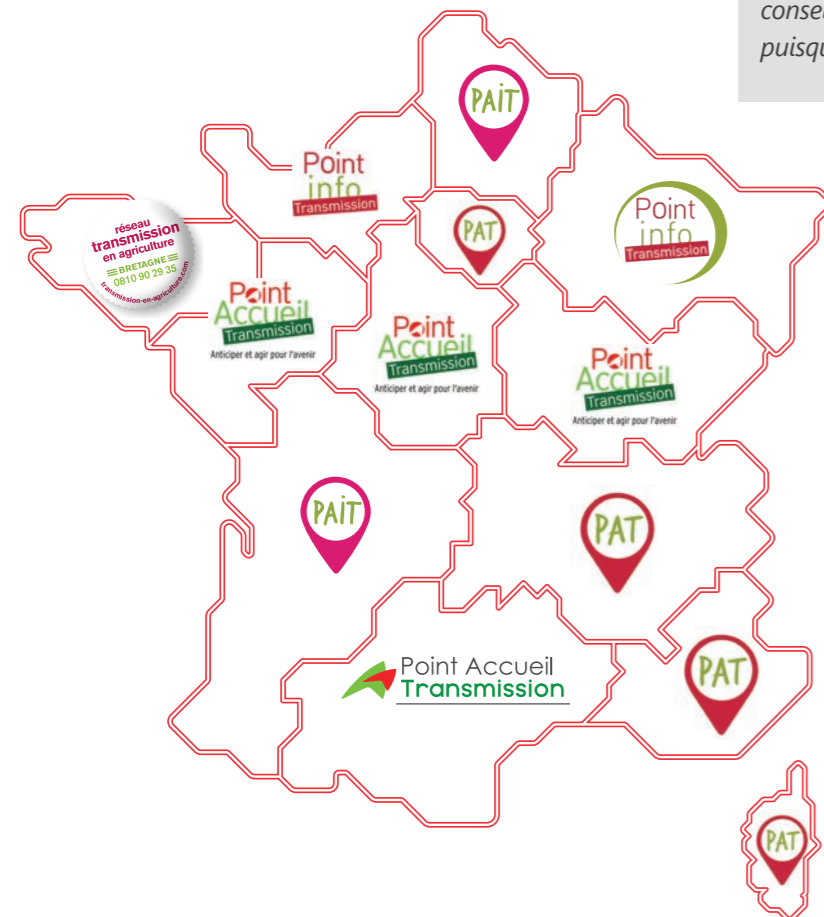 conseil
puisqu
PAiT
Point
info
Transmission
réseau
transmission
en agriculture
BRETAGNE
0810 90 29 35
transmission-en-agriculture.com
PAT
Point
info
Transmission
Point
Accueil
Transmission
Anticiper et agir pour l'avenir
Point
Accueil
Transmission
Anticiper et agir pour l'avenir
Point
Accueil
Transmission
Anticiper et agir pour l'avenir
PAiT
PAT
Point Accueil
Transmission
PAT
PAT